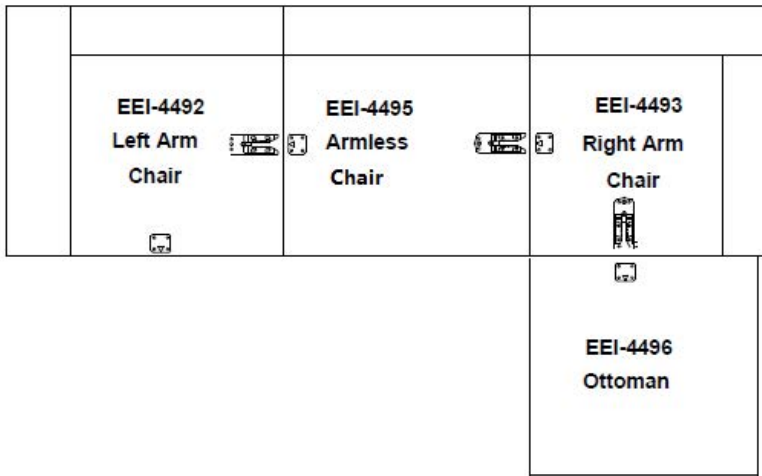 EEI-4492
Left Arm
Chair
EEI-4495
Armless
Chair
EEI-4493
Right Arm
Chair
EEI-4496
Ottoman